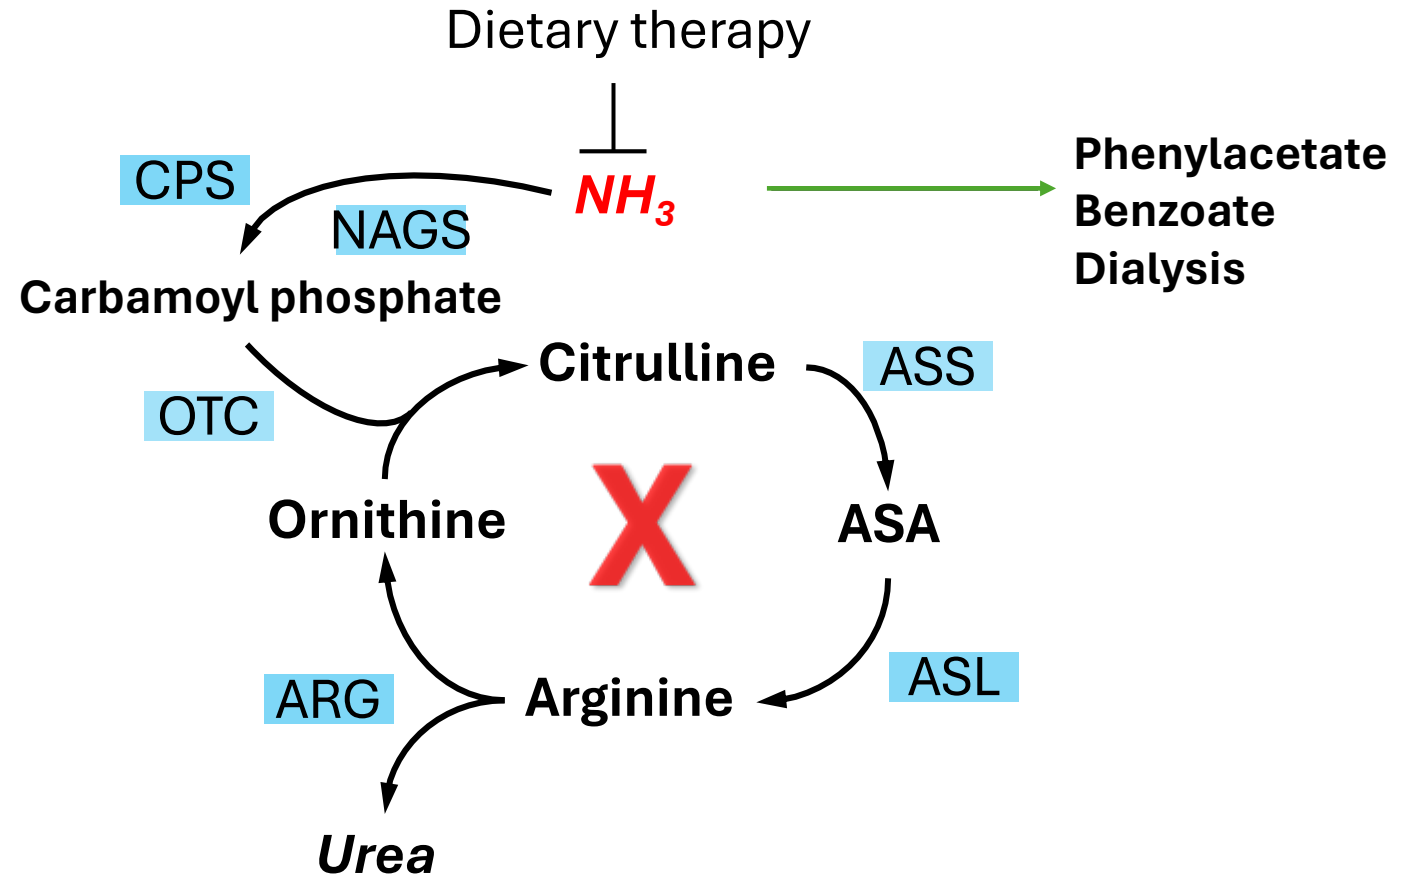 Dietary therapy
CPS
NH₃
Phenylacetate
Benzoate
Dialysis
NAGS
Carbamoyl phosphate
Citrulline
ASS
OTC
Ornithine
X
ASA
ARG
Arginine
ASL
Urea